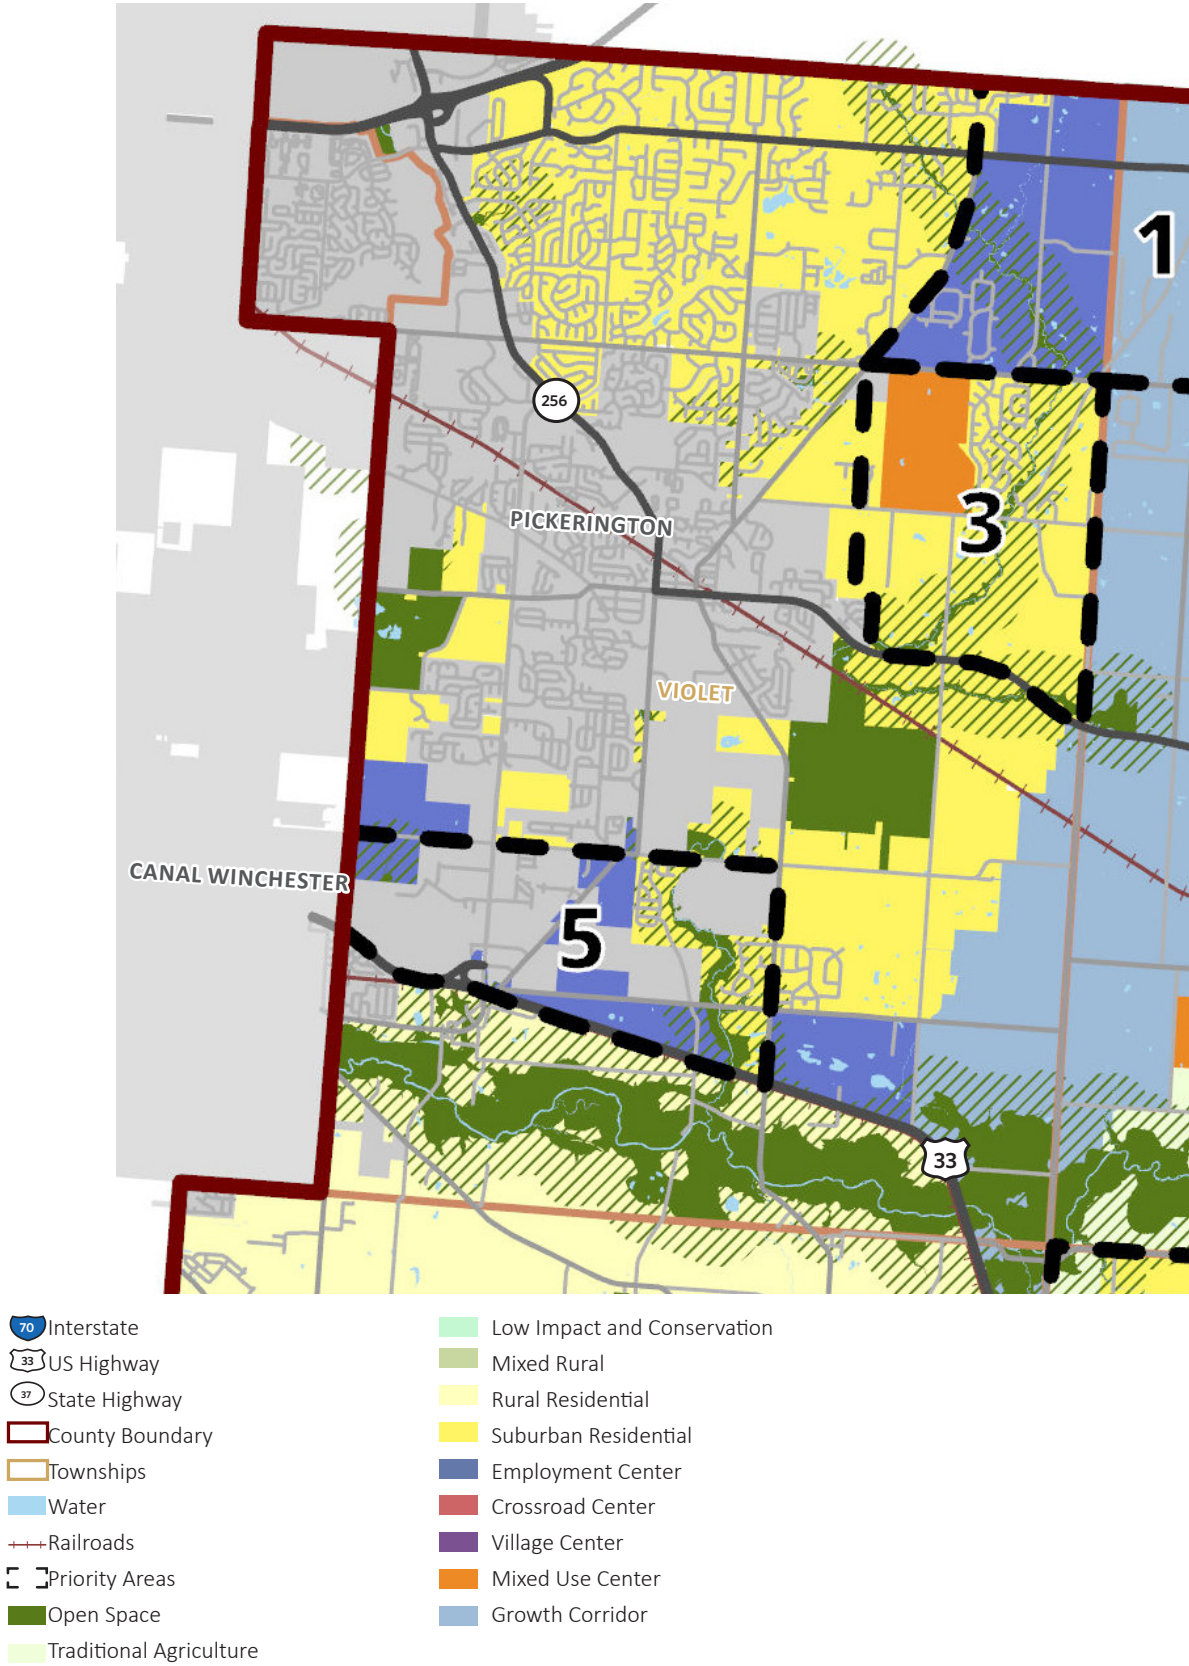 1
256
PICKERINGTON
3
VIOLET
CANAL WINCHESTER
5
33
70 Interstate
33 US Highway
37 State Highway
County Boundary
Townships
Water
Railroads
Priority Areas
Open Space
Traditional Agriculture
Low Impact and Conservation
Mixed Rural
Rural Residential
Suburban Residential
Employment Center
Crossroad Center
Village Center
Mixed Use Center
Growth Corridor